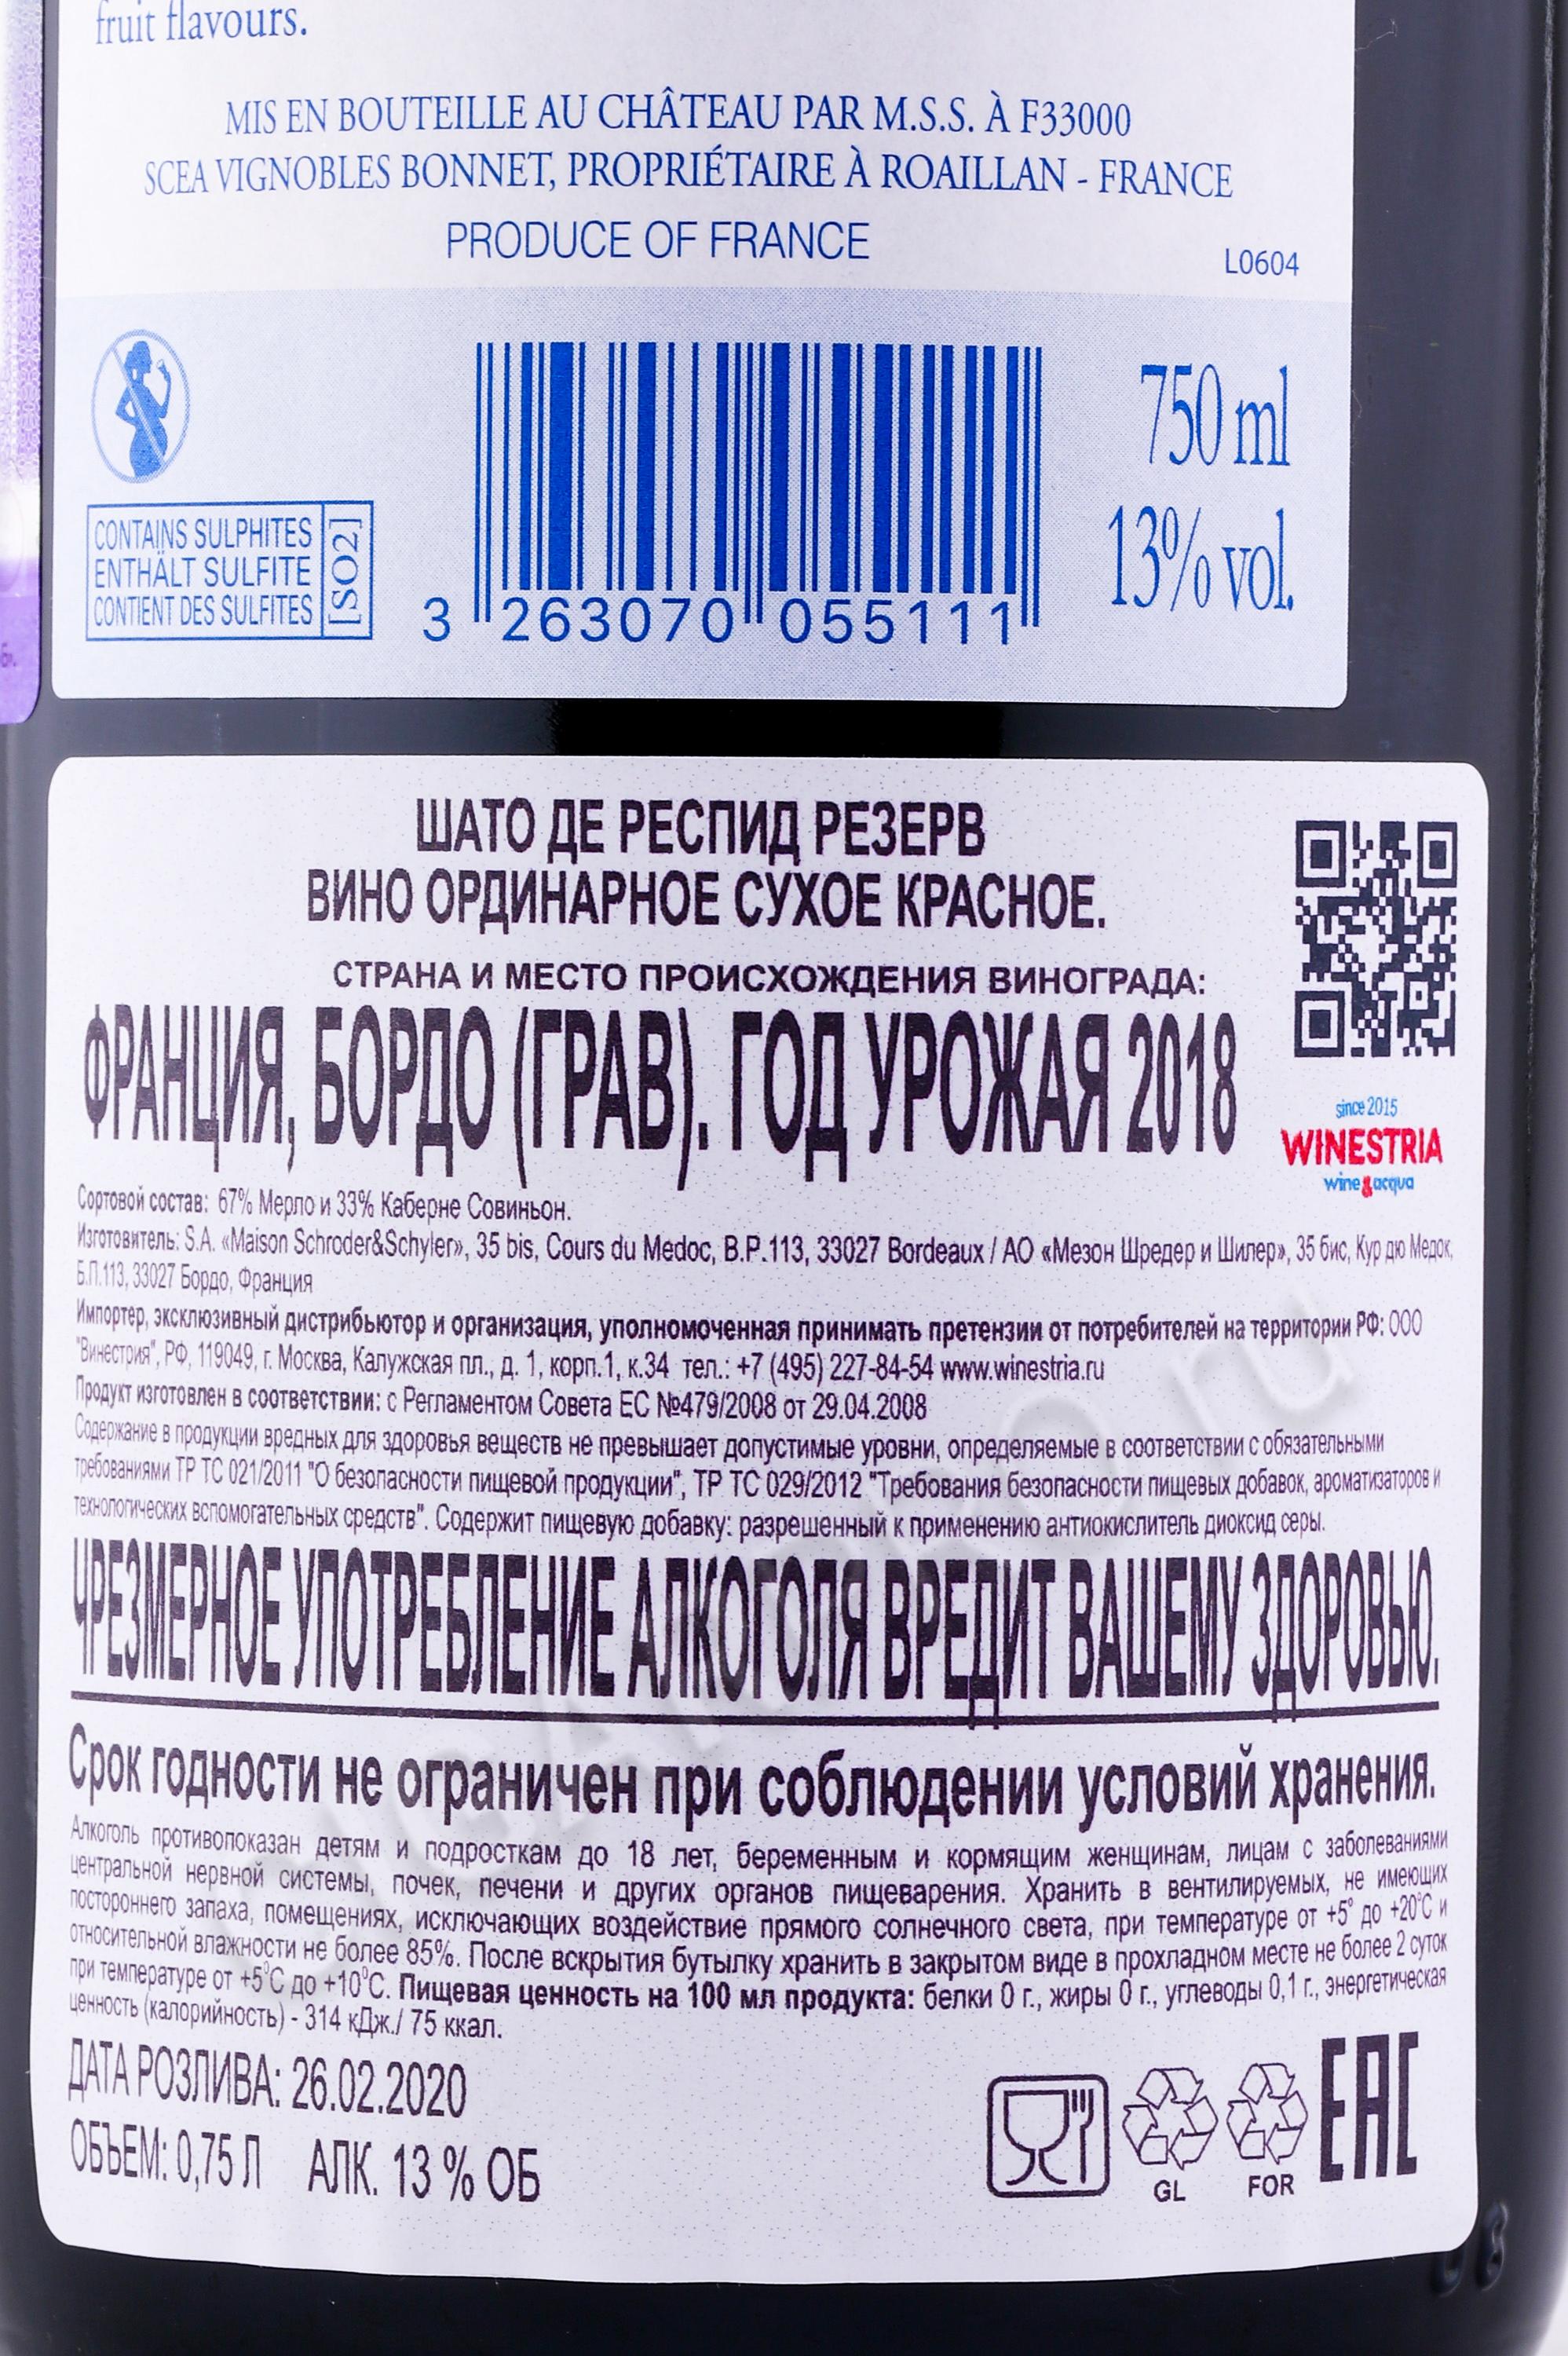 fruit flavours.
MIS EN BOUTEILLE AU CHÂTEAU PAR M.S.S. À F33000
SCEA VIGNOBLES BONNET, PROPRIÉTAIRE À ROAILLAN - FRANCE
PRODUCE OF FRANCE
L0604
750 ml
13% vol.
CONTAINS SULPHITES
ENTHÄLT SULFITE
CONTIENT DES SULFITES
[SO2]
3 263070 055111
ШАТО ДЕ РЕСПИД РЕЗЕРВ
ВИНО ОРДИНАРНОЕ СУХОЕ КРАСНОЕ.
СТРАНА И МЕСТО ПРОИСХОЖДЕНИЯ ВИНОГРАДА:
ФРАНЦИЯ, БОРДО (ГРАВ). ГОД УРОЖАЯ 2018
since 2015
WINESTRIA
wine & acqua
Сортовой состав: 67% Мерло и 33% Каберне Совиньон.
Изготовитель: S.A. «Maison Schroder&Schyler», 35 bis, Cours du Medoc, B.P.113, 33027 Bordeaux / АО «Мезон Шредер и Шилер», 35 бис, Кур дю Медок,
Б.П.113, 33027 Бордо, Франция
Импортер, эксклюзивный дистрибьютор и организация, уполномоченная принимать претензии от потребителей на территории РФ: ООО
"Винестрия", РФ, 119049, г. Москва, Калужская пл., д. 1, корп.1, к.34 тел.: +7 (495) 227-84-54 www.winestria.ru
Продукт изготовлен в соответствии: с Регламентом Совета ЕС №479/2008 от 29.04.2008
Содержание в продукции вредных для здоровья веществ не превышает допустимые уровни, определяемые в соответствии с обязательными
требованиями ТР ТС 021/2011 "О безопасности пищевой продукции", ТР ТС 029/2012 "Требования безопасности пищевых добавок, ароматизаторов и
технологических вспомогательных средств". Содержит пищевую добавку: разрешенный к применению антиокислитель диоксид серы.
ЧРЕЗМЕРНОЕ УПОТРЕБЛЕНИЕ АЛКОГОЛЯ ВРЕДИТ ВАШЕМУ ЗДОРОВЬЮ.
Срок годности не ограничен при соблюдении условий хранения.
Алкоголь противопоказан детям и подросткам до 18 лет, беременным и кормящим женщинам, лицам с заболеваниями
центральной нервной системы, почек, печени и других органов пищеварения. Хранить в вентилируемых, не имеющих
постороннего запаха, помещениях, исключающих воздействие прямого солнечного света, при температуре от +5° до +20°С и
относительной влажности не более 85%. После вскрытия бутылку хранить в закрытом виде в прохладном месте не более 2 суток
при температуре от +5°С до +10°С. Пищевая ценность на 100 мл продукта: белки 0 г., жиры 0 г., углеводы 0,1 г., энергетическая
ценность (калорийность) - 314 кДж./ 75 ккал.
ДАТА РОЗЛИВА: 26.02.2020
ОБЪЕМ: 0,75 Л АЛК. 13 % ОБ
GL
FOR
ЕАС